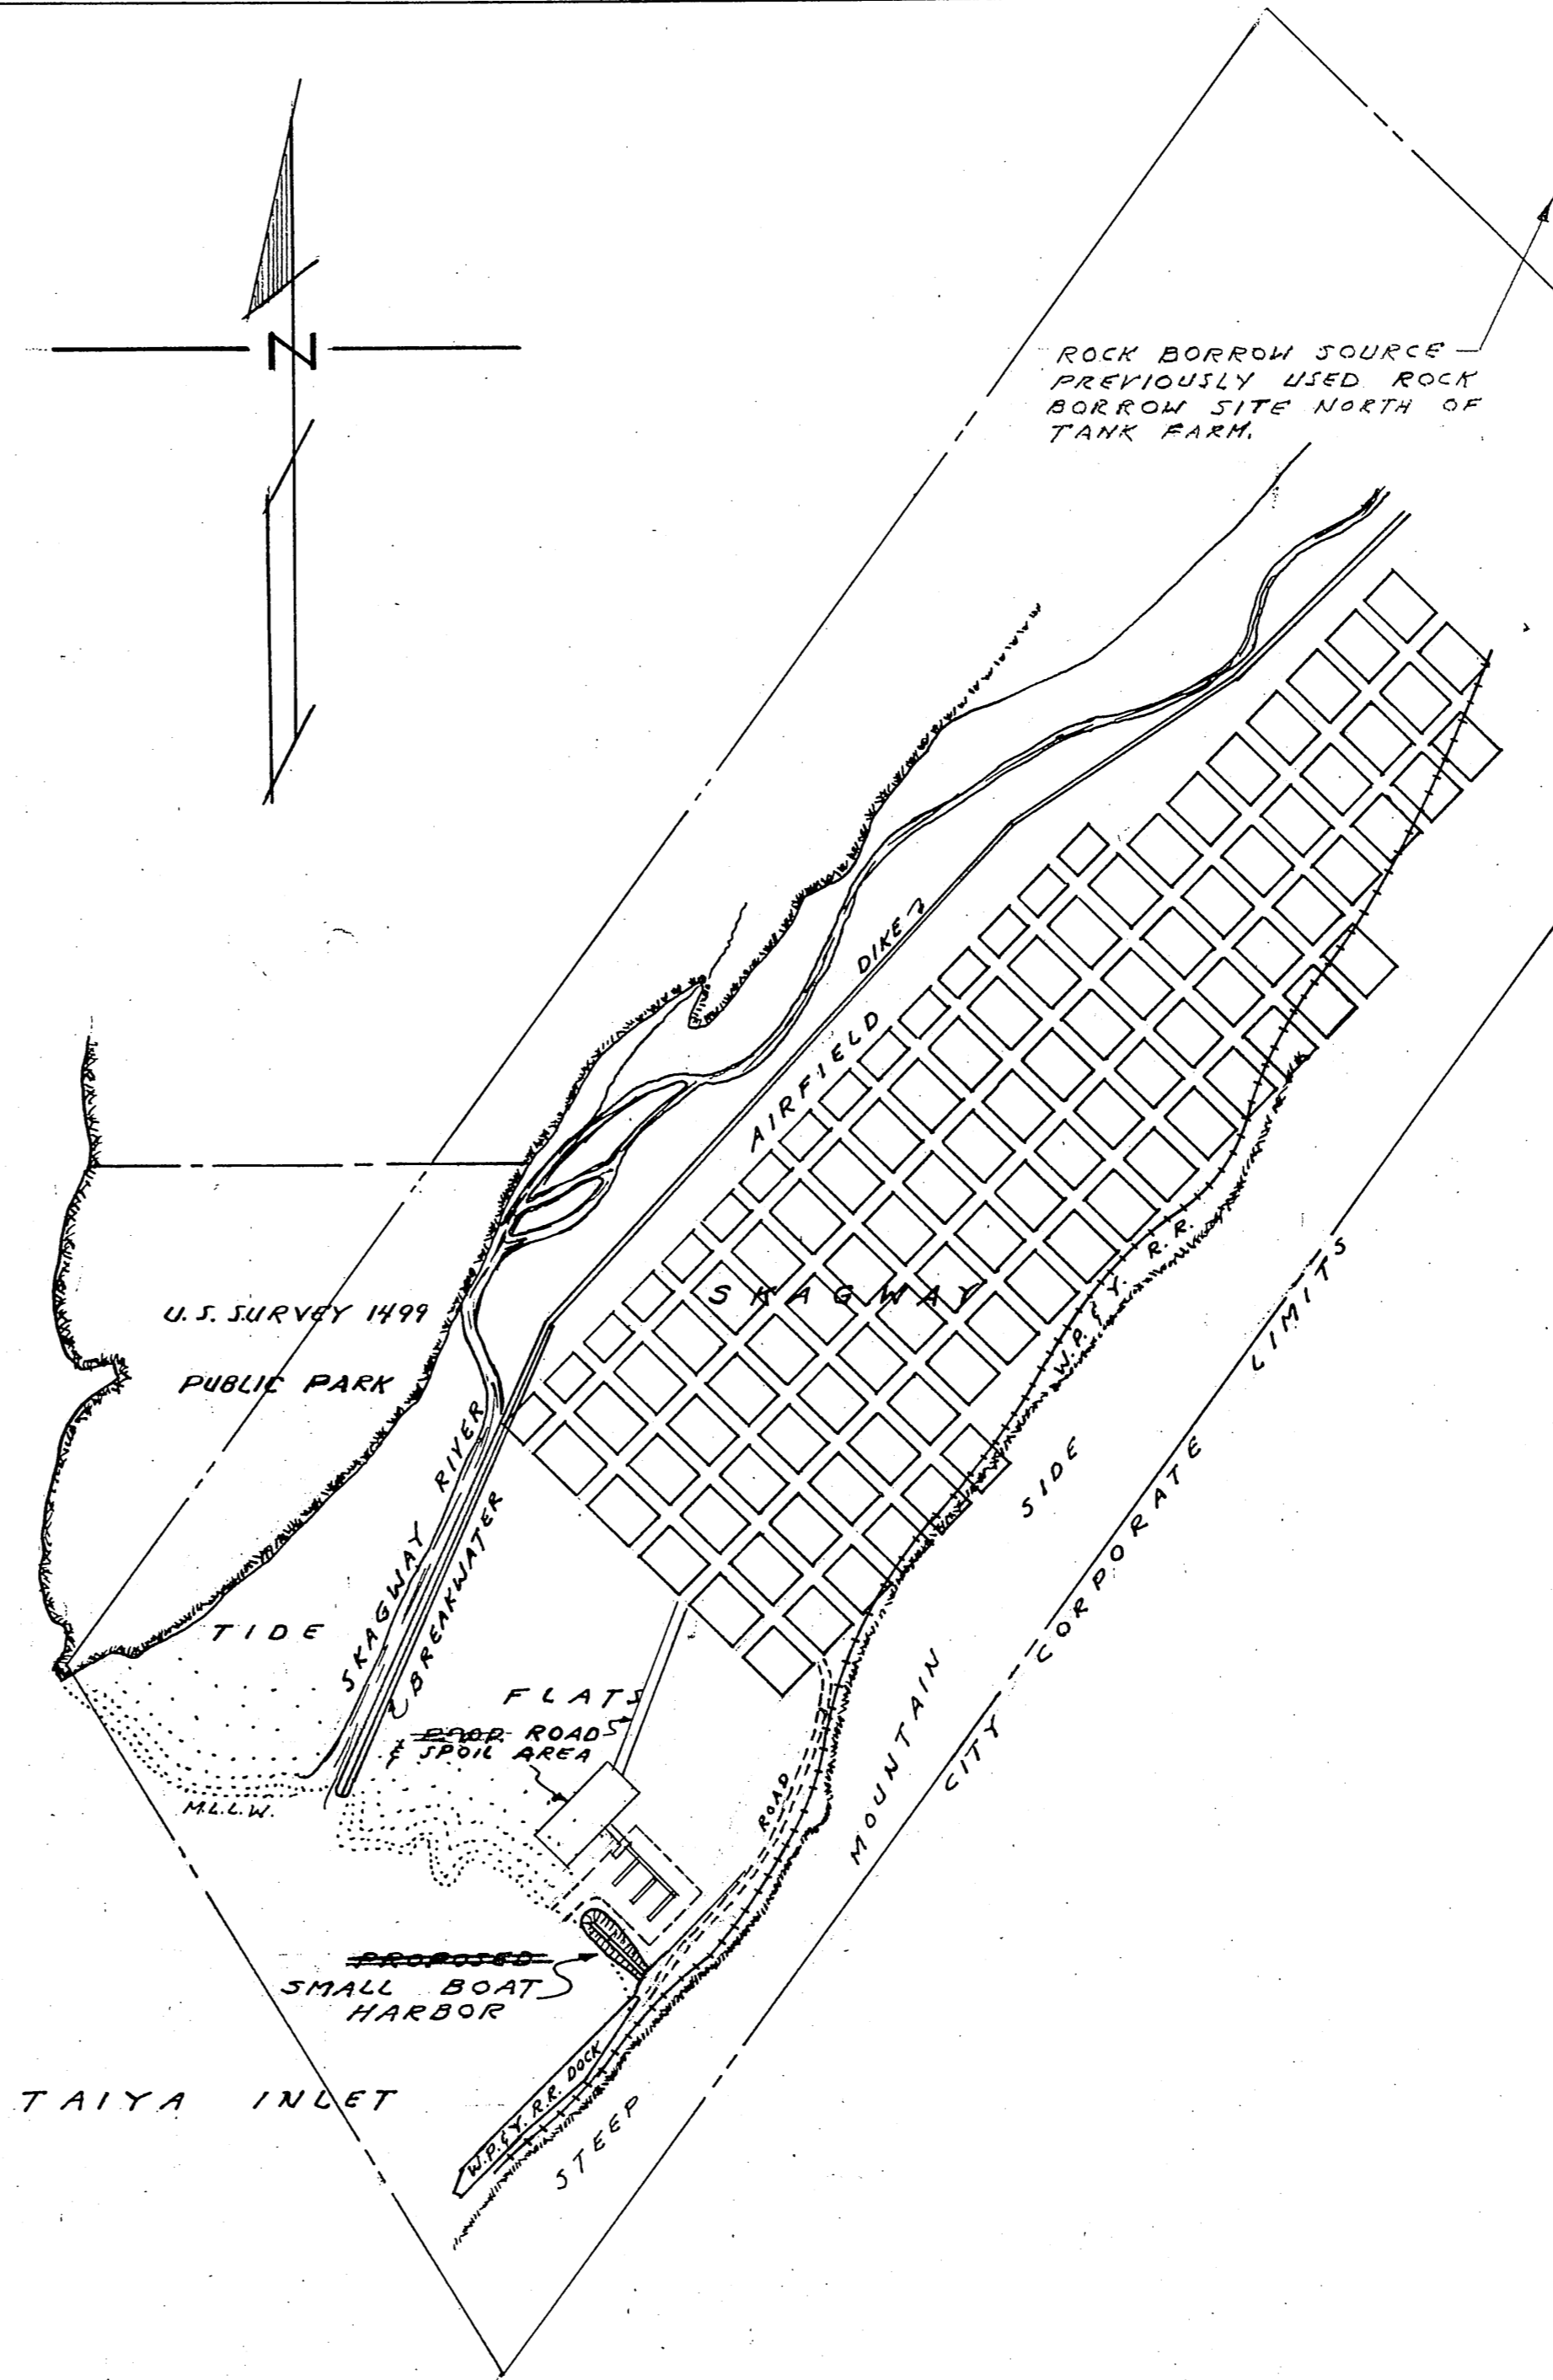 N
ROCK BORROW SOURCE —
PREVIOUSLY USED ROCK
BORROW SITE NORTH OF
TANK FARM.
DIKE
AIRFIELD
SKAGWAY
W.P. & Y. R.R.
U.S. SURVEY 1499
PUBLIC PARK
SKAGWAY RIVER
BREAKWATER
TIDE
FLATS
M.L.L.W.
PROP. ROAD
& SPOIL AREA
ROAD
PROPOSED
SMALL BOAT
HARBOR
TAIYA INLET
W.P. & Y. R.R. DOCK
STEEP MOUNTAIN SIDE
CITY CORPORATE LIMITS